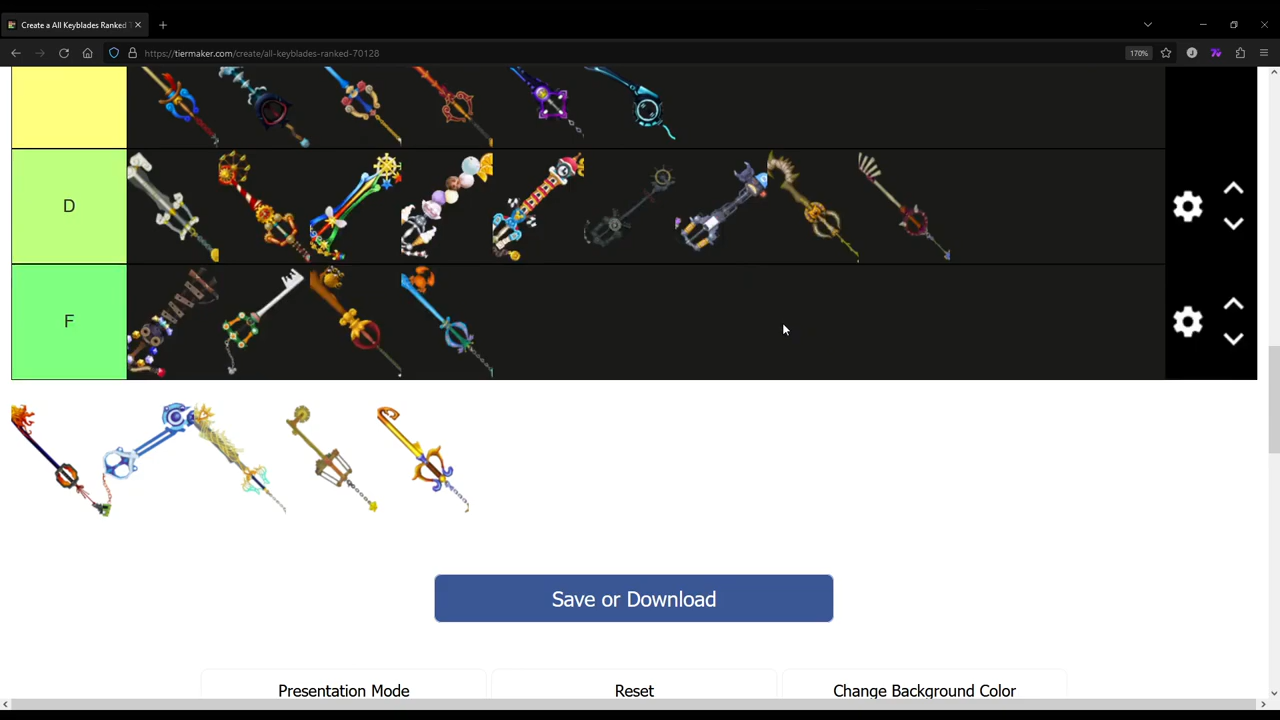 Create a All Keyblades Ranked
https://tiermaker.com/create/all-keyblades-ranked-70128
170%
D
F
Save or Download
Presentation Mode
Reset
Change Background Color